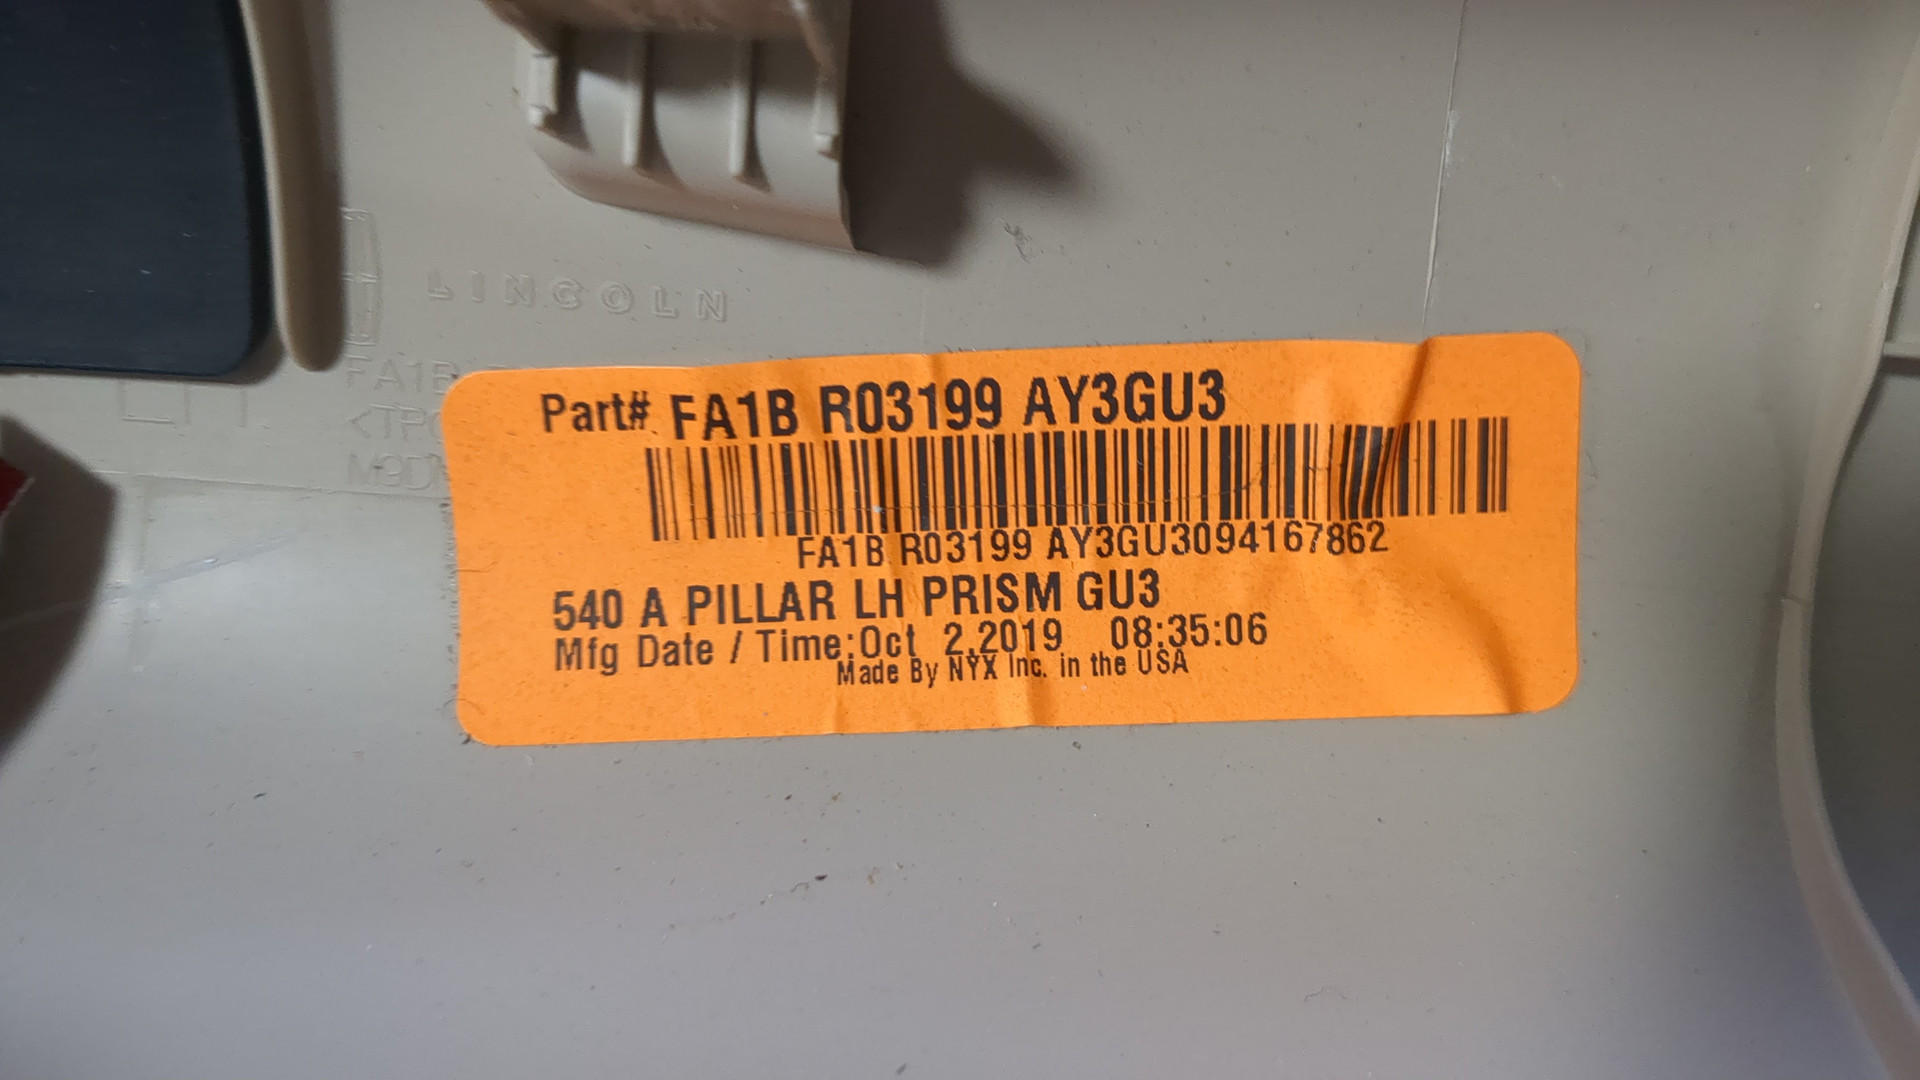 LINCOLN
FA1B
Part# FA1B R03199 AY3GU3
FA1B R03199 AY3GU3094167862
540 A PILLAR LH PRISM GU3
Mfg Date / Time:Oct 2,2019 08:35:06
Made By NYX Inc. in the USA